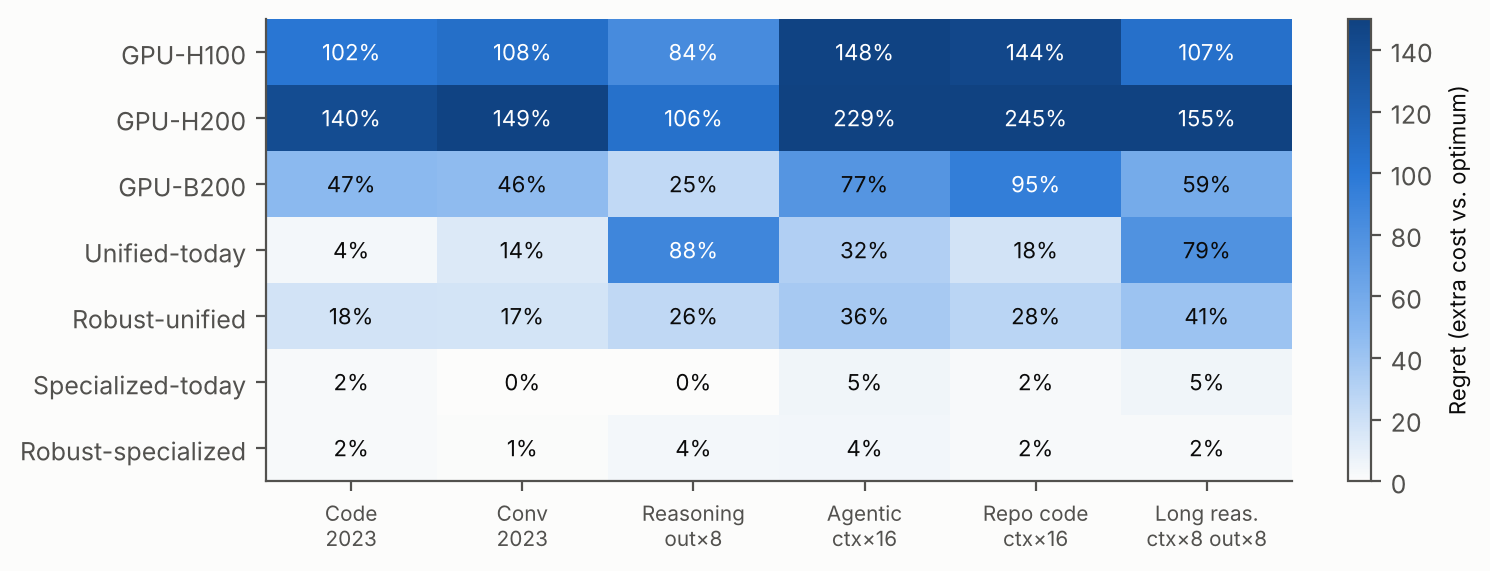 GPU-H100 102% 108% 84% 148% 144% 107%
GPU-H200 140% 149% 106% 229% 245% 155%
GPU-B200 47% 46% 25% 77% 95% 59%
Unified-today 4% 14% 88% 32% 18% 79%
Robust-unified 18% 17% 26% 36% 28% 41%
Specialized-today 2% 0% 0% 5% 2% 5%
Robust-specialized 2% 1% 4% 4% 2% 2%
Code Conv Reasoning Agentic Repo code Long reas.
2023 2023 out×8 ctx×16 ctx×16 ctx×8 out×8
140
120
100
80
60
40
20
0
Regret (extra cost vs. optimum)